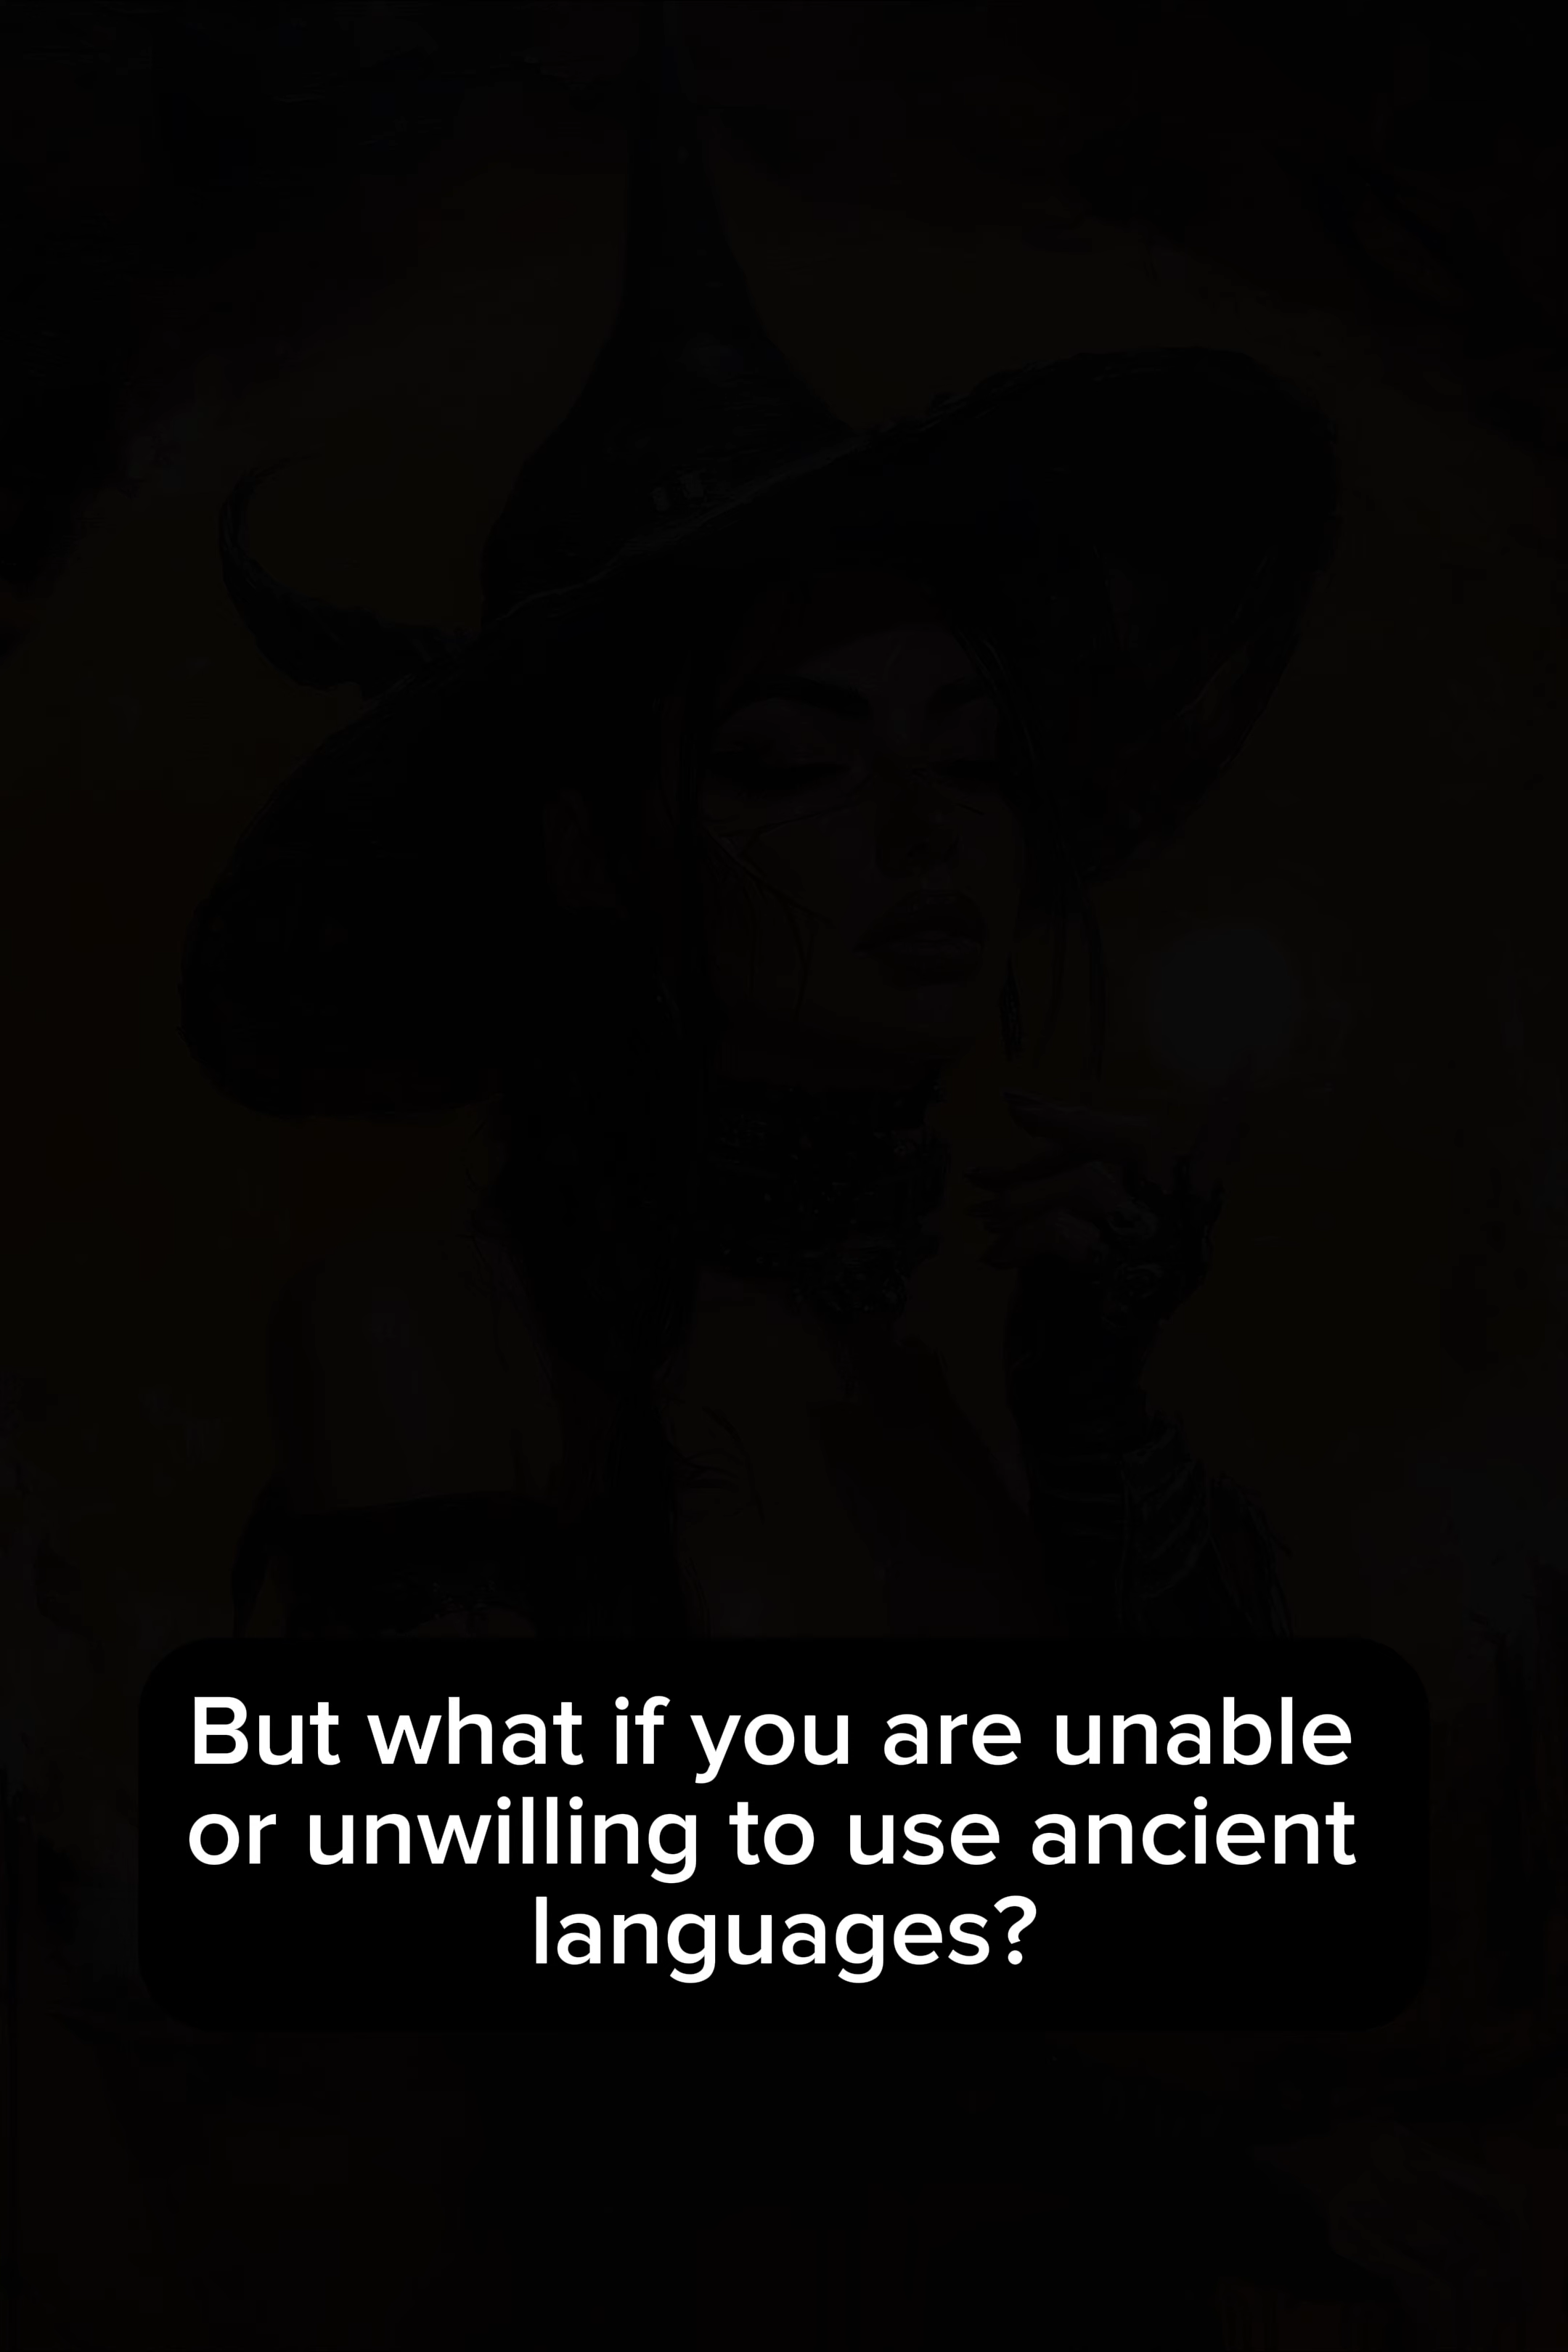 But what if you are unable
or unwilling to use ancient
languages?